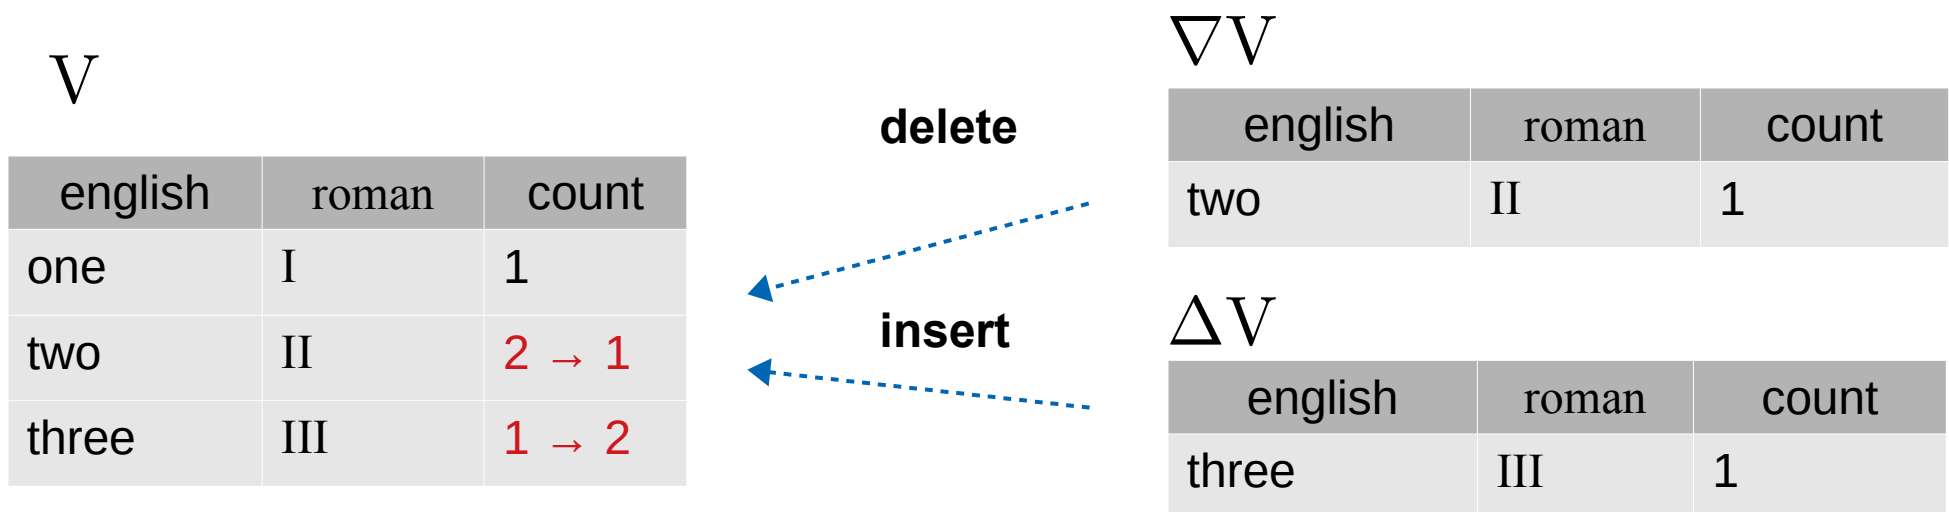 V
english roman count
one I 1
two II 2 → 1
three III 1 → 2
delete
insert
∇V
english roman count
two II 1
ΔV
english roman count
three III 1